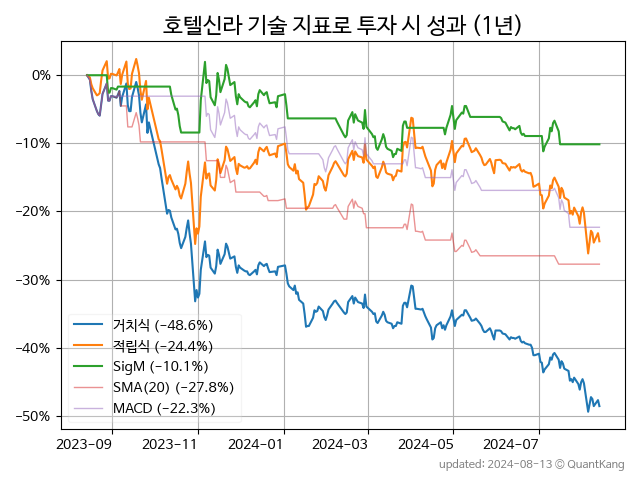 호텔신라 기술 지표로 투자 시 성과 (1년)
0%
−10%
−20%
−30%
−40%
−50%
거치식 (−48.6%)
적립식 (−24.4%)
SigM (−10.1%)
SMA(20) (−27.8%)
MACD (−22.3%)
2023-09 2023-11 2024-01 2024-03 2024-05 2024-07
updated: 2024-08-13 © QuantKang